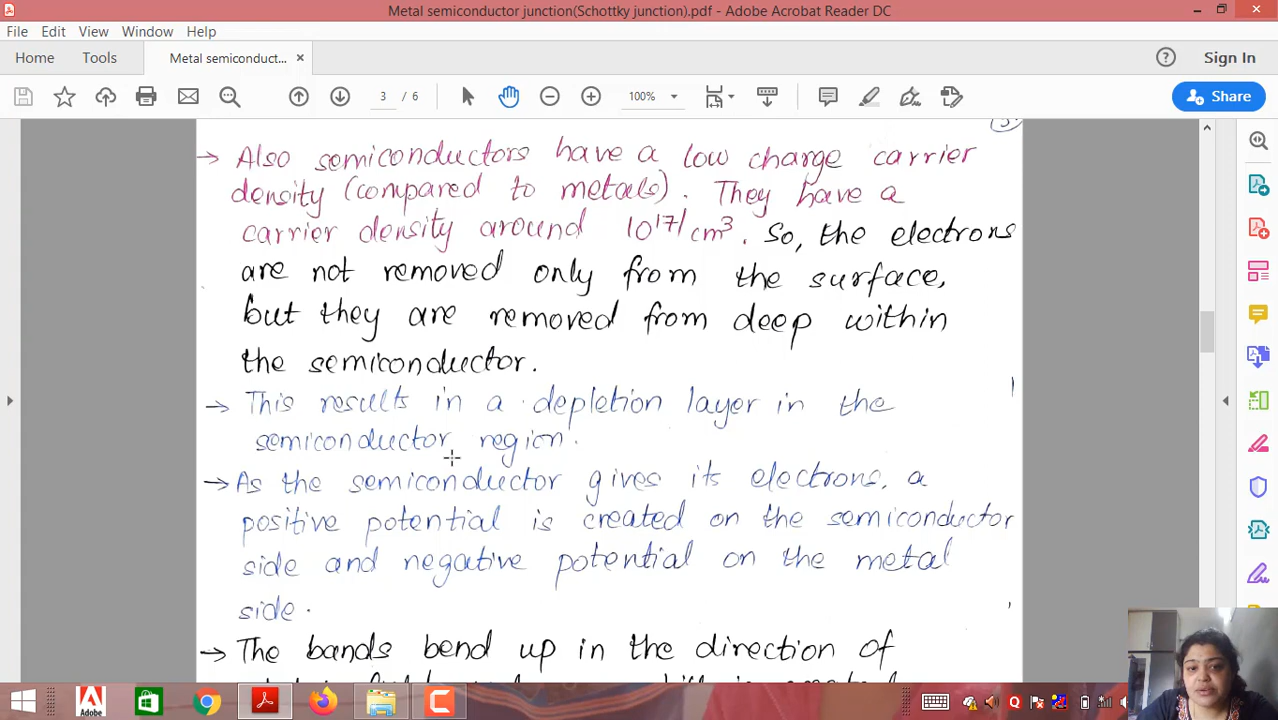 Metal semiconductor junction(Schottky junction).pdf - Adobe Acrobat Reader DC
File Edit View Window Help
Home Tools Metal semiconduct... × ? Sign In
3 / 6 100% Share
→ Also semiconductors have a low charge carrier
density (compared to metals). They have a
carrier density around 10¹⁷/cm³. So, the electrons
are not removed only from the surface,
but they are removed from deep within
the semiconductor.
→ This results in a depletion layer in the
semiconductor region.
→ As the semiconductor gives its electrons, a
positive potential is created on the semiconductor
side and negative potential on the metal
side.
→ The bands bend up in the direction of
Adobe